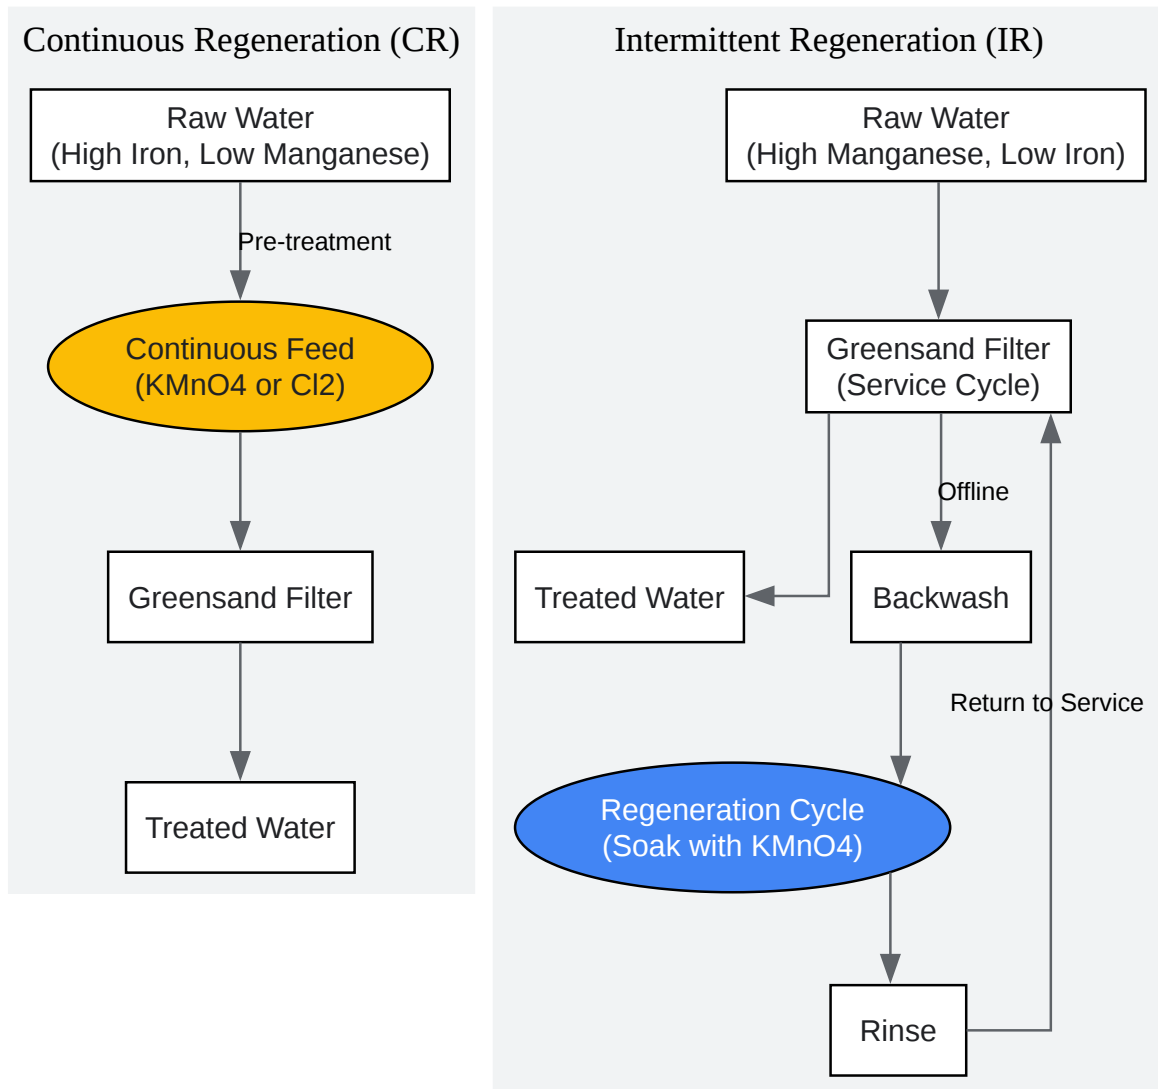 Continuous Regeneration (CR)
Raw Water
(High Iron, Low Manganese)
Pre-treatment
Continuous Feed
(KMnO4 or Cl2)
Greensand Filter
Treated Water
Intermittent Regeneration (IR)
Raw Water
(High Manganese, Low Iron)
Greensand Filter
(Service Cycle)
Offline
Treated Water
Backwash
Return to Service
Regeneration Cycle
(Soak with KMnO4)
Rinse